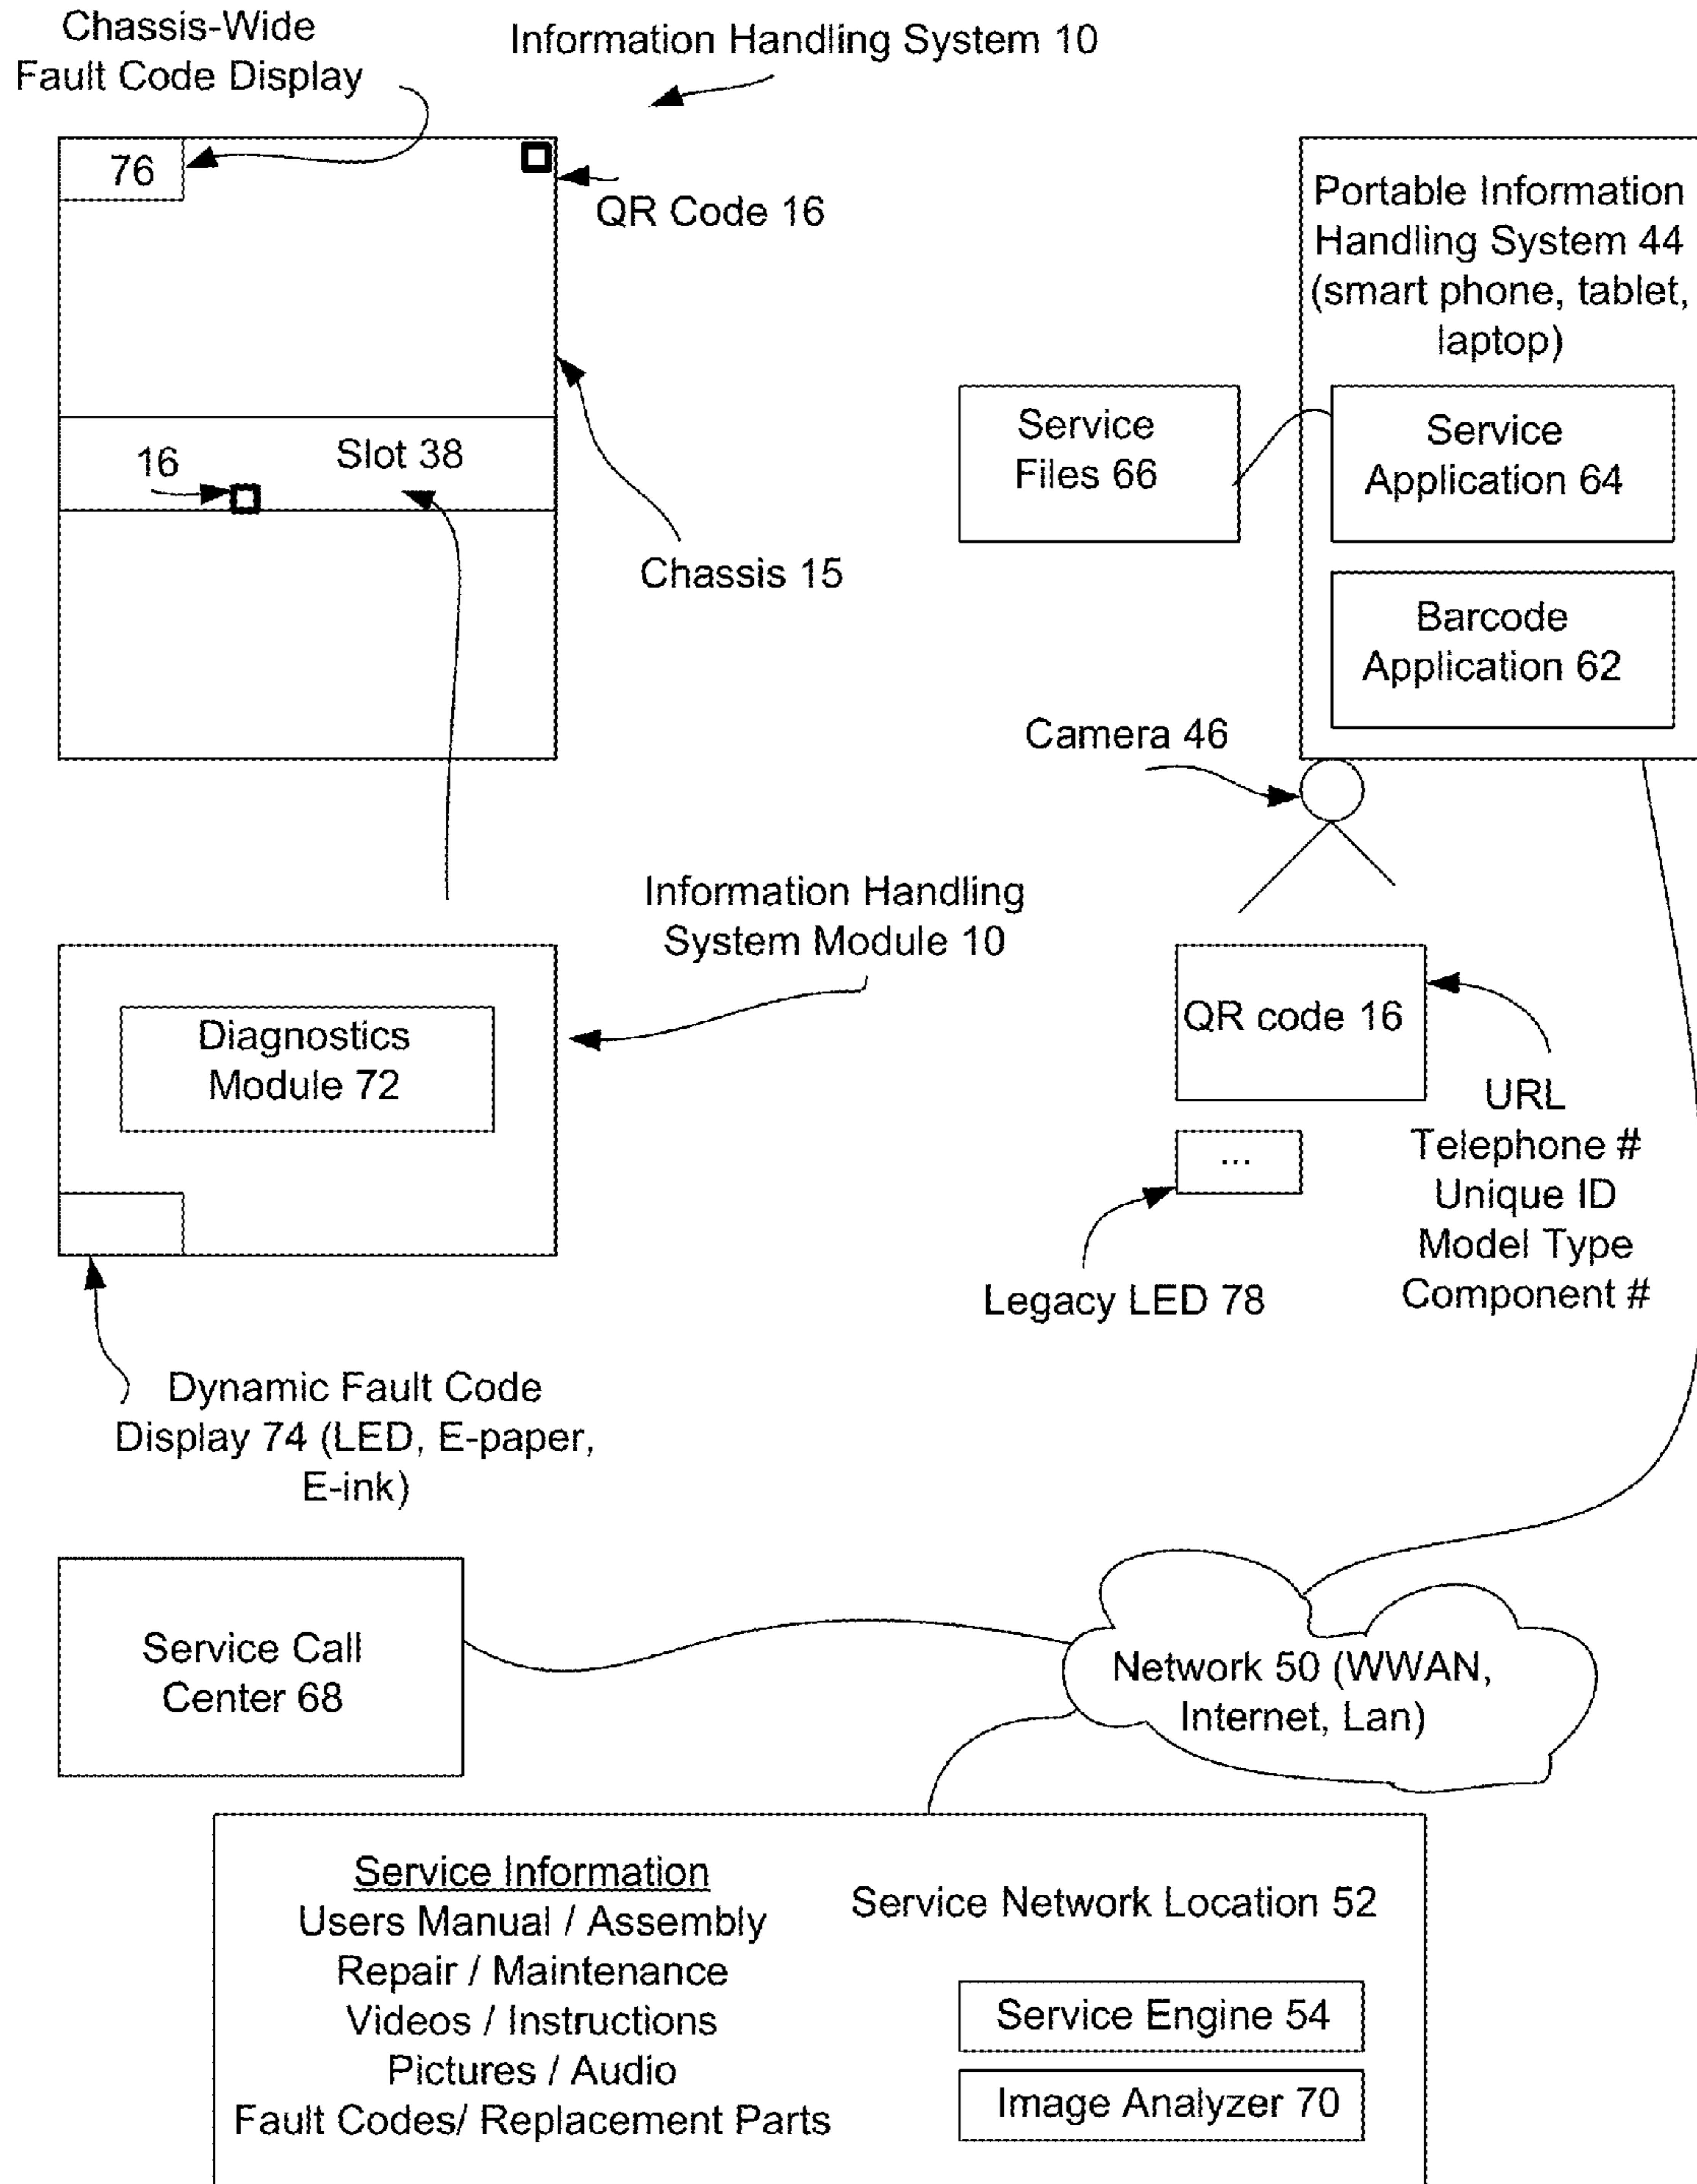 Chassis-Wide
Fault Code Display
Information Handling System 10
76
QR Code 16
Portable Information
Handling System 44
(smart phone, tablet,
laptop)
16
Slot 38
Service
Files 66
Service
Application 64
Chassis 15
Barcode
Application 62
Camera 46
Information Handling
System Module 10
Diagnostics
Module 72
QR code 16
URL
Telephone #
Unique ID
Model Type
Component #
...
Legacy LED 78
Dynamic Fault Code
Display 74 (LED, E-paper,
E-ink)
Service Call
Center 68
Network 50 (WWAN,
Internet, Lan)
Service Information
Users Manual / Assembly
Repair / Maintenance
Videos / Instructions
Pictures / Audio
Fault Codes/ Replacement Parts
Service Network Location 52
Service Engine 54
Image Analyzer 70